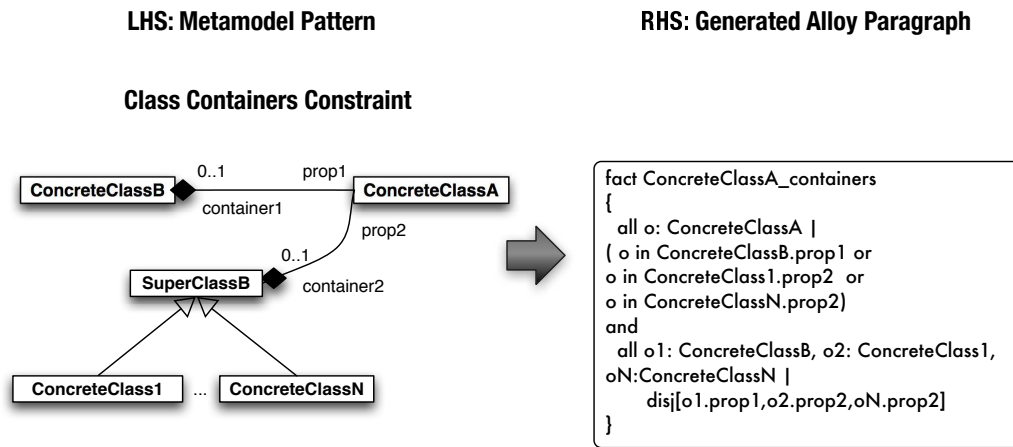 LHS: Metamodel Pattern
RHS: Generated Alloy Paragraph
Class Containers Constraint
0..1
prop1
ConcreteClassB
ConcreteClassA
container1
prop2
0..1
SuperClassB
container2
ConcreteClass1
...
ConcreteClassN
fact ConcreteClassA_containers
{
all o: ConcreteClassA |
( o in ConcreteClassB.prop1 or
o in ConcreteClass1.prop2 or
o in ConcreteClassN.prop2)
and
all o1: ConcreteClassB, o2: ConcreteClass1,
oN:ConcreteClassN |
disj[o1.prop1,o2.prop2,oN.prop2]
}